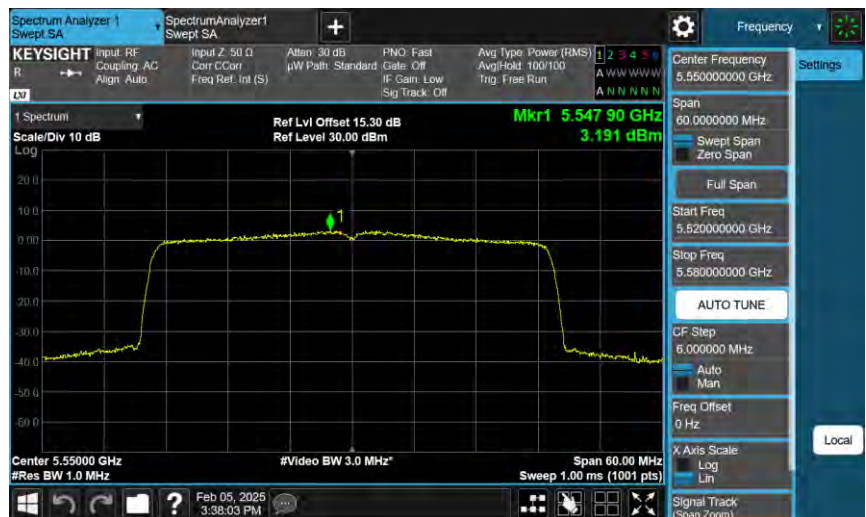 Spectrum Analyzer 1
Swept SA
SpectrumAnalyzer1
Swept SA
+
Frequency
KEYSIGHT
R
LXI
Input: RF
Coupling: AC
Align: Auto
Input Z: 50 Ω
Corr CCorr
Freq Ref: Int (S)
Atten: 30 dB
µW Path: Standard
PNO: Fast
Gate: Off
IF Gain: Low
Sig Track: Off
Avg Type: Power (RMS)
Avg|Hold: 100/100
Trig: Free Run
1 2 3 4 5 6
A W W W W W
A N N N N N
1 Spectrum
Scale/Div 10 dB
Ref Lvl Offset 15.30 dB
Ref Level 30.00 dBm
Mkr1 5.547 90 GHz
3.191 dBm
Log
20.0
10.0
0.00
-10.0
-20.0
-30.0
-40.0
-50.0
-60.0
1
Center 5.55000 GHz
#Res BW 1.0 MHz
#Video BW 3.0 MHz*
Span 60.00 MHz
Sweep 1.00 ms (1001 pts)
Center Frequency
5.550000000 GHz
Span
60.0000000 MHz
Swept Span
Zero Span
Full Span
Start Freq
5.520000000 GHz
Stop Freq
5.580000000 GHz
AUTO TUNE
CF Step
6.000000 MHz
Auto
Man
Freq Offset
0 Hz
X Axis Scale
Log
Lin
Signal Track
(Span Zoom)
Settings
Local
?
Feb 05, 2025
3:38:03 PM